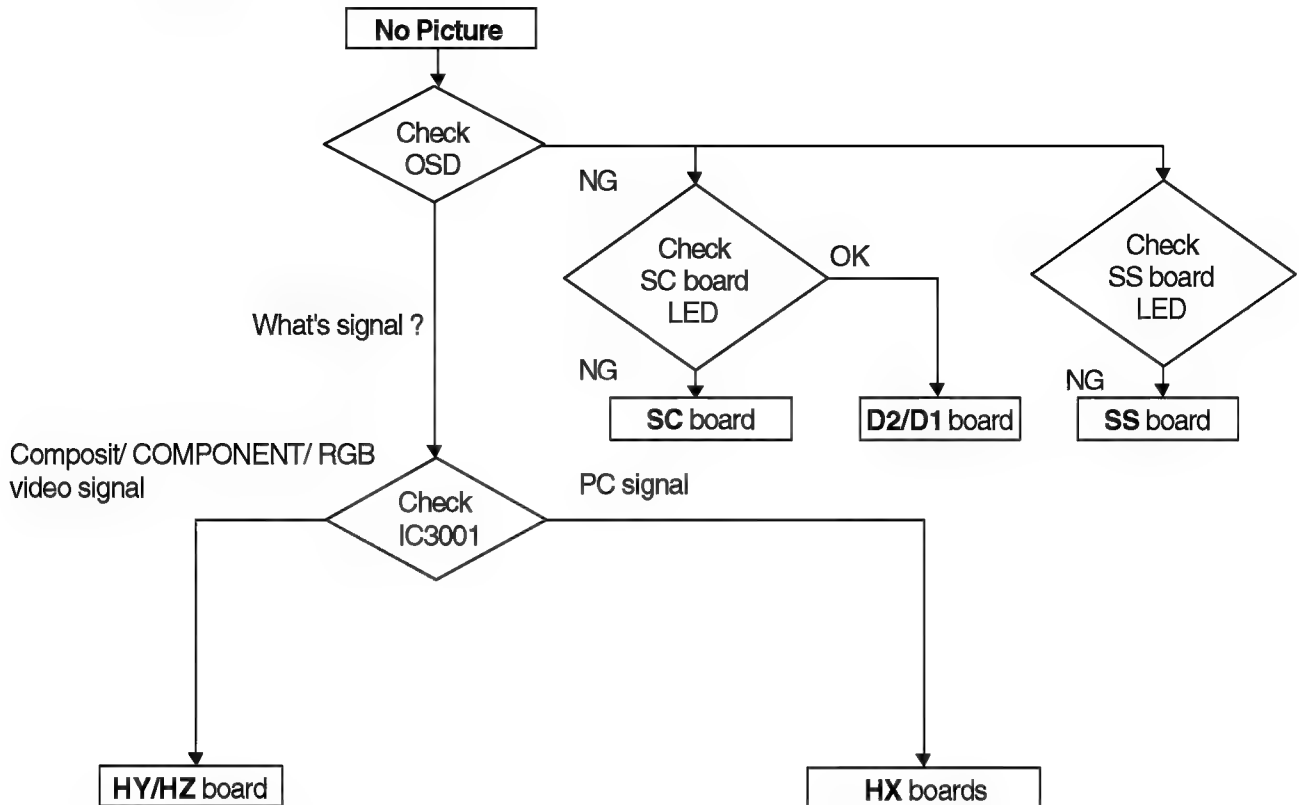 No Picture
Check
OSD
NG
Check
SC board
LED
OK
Check
SS board
LED
What's signal ?
NG
NG
SC board
D2/D1 board
SS board
Composit/ COMPONENT/ RGB
video signal
PC signal
Check
IC3001
HY/HZ board
HX boards